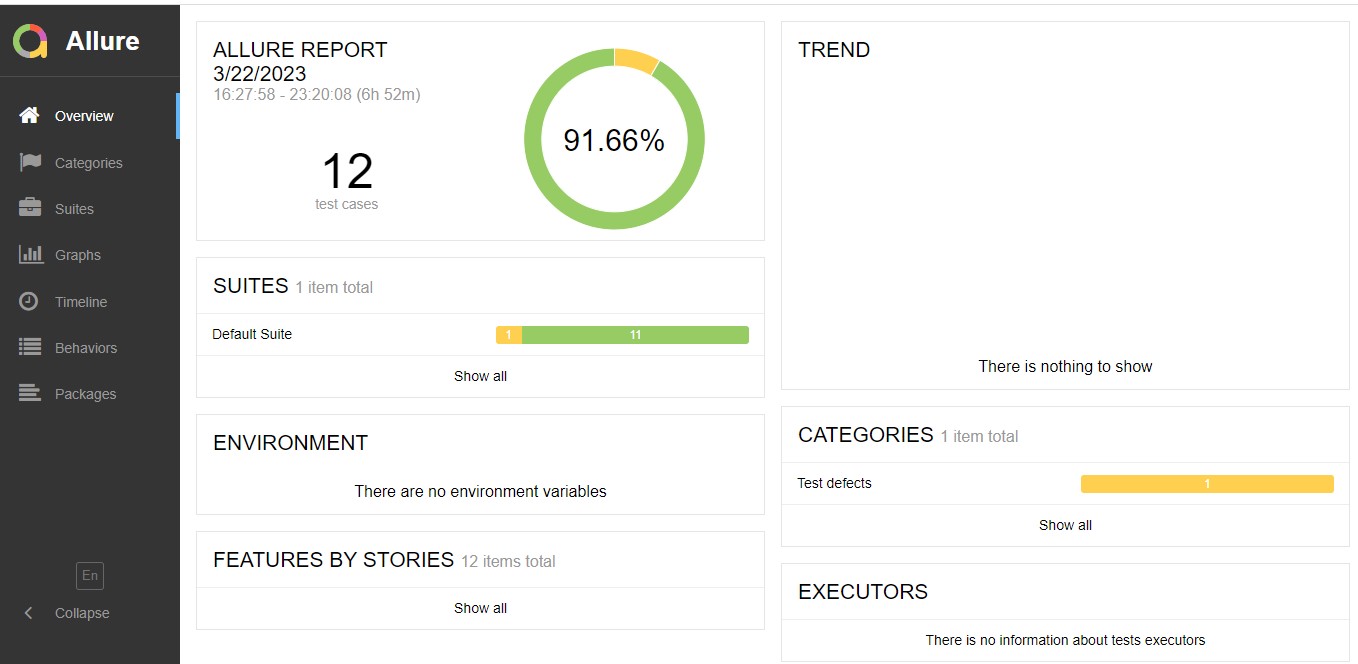 Allure
Overview
Categories
Suites
Graphs
Timeline
Behaviors
Packages
En
Collapse
ALLURE REPORT
3/22/2023
16:27:58 - 23:20:08 (6h 52m)
12
test cases
91.66%
SUITES 1 item total
Default Suite 1 11
Show all
ENVIRONMENT
There are no environment variables
FEATURES BY STORIES 12 items total
Show all
TREND
There is nothing to show
CATEGORIES 1 item total
Test defects 1
Show all
EXECUTORS
There is no information about tests executors